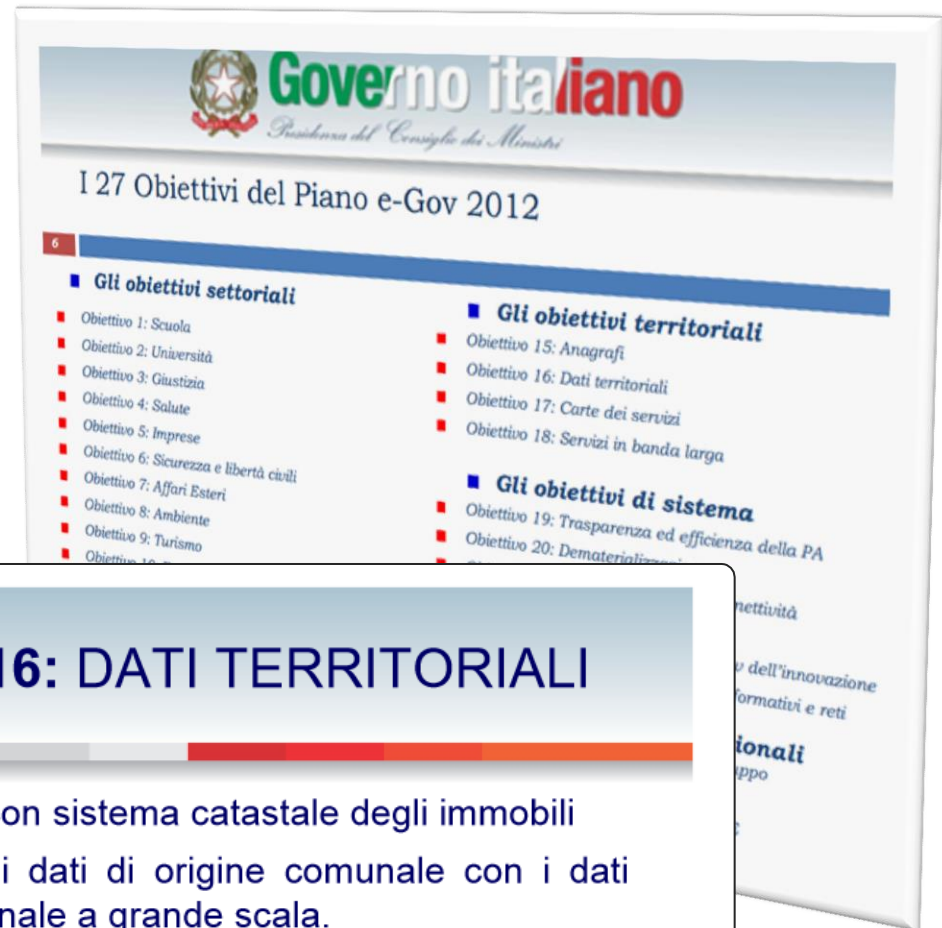 Governo italiano
Presidenza del Consiglio dei Ministri
I 27 Obiettivi del Piano e-Gov 2012
6
Gli obiettivi settoriali
Obiettivo 1: Scuola
Obiettivo 2: Università
Obiettivo 3: Giustizia
Obiettivo 4: Salute
Obiettivo 5: Imprese
Obiettivo 6: Sicurezza e libertà civili
Obiettivo 7: Affari Esteri
Obiettivo 8: Ambiente
Obiettivo 9: Turismo
Gli obiettivi territoriali
Obiettivo 15: Anagrafi
Obiettivo 16: Dati territoriali
Obiettivo 17: Carte dei servizi
Obiettivo 18: Servizi in banda larga
Gli obiettivi di sistema
Obiettivo 19: Trasparenza ed efficienza della PA
Obiettivo 20:
dell'innovazione
e reti
16: DATI TERRITORIALI
sistema catastale degli immobili
i dati di origine comunale con i dati
a grande scala.